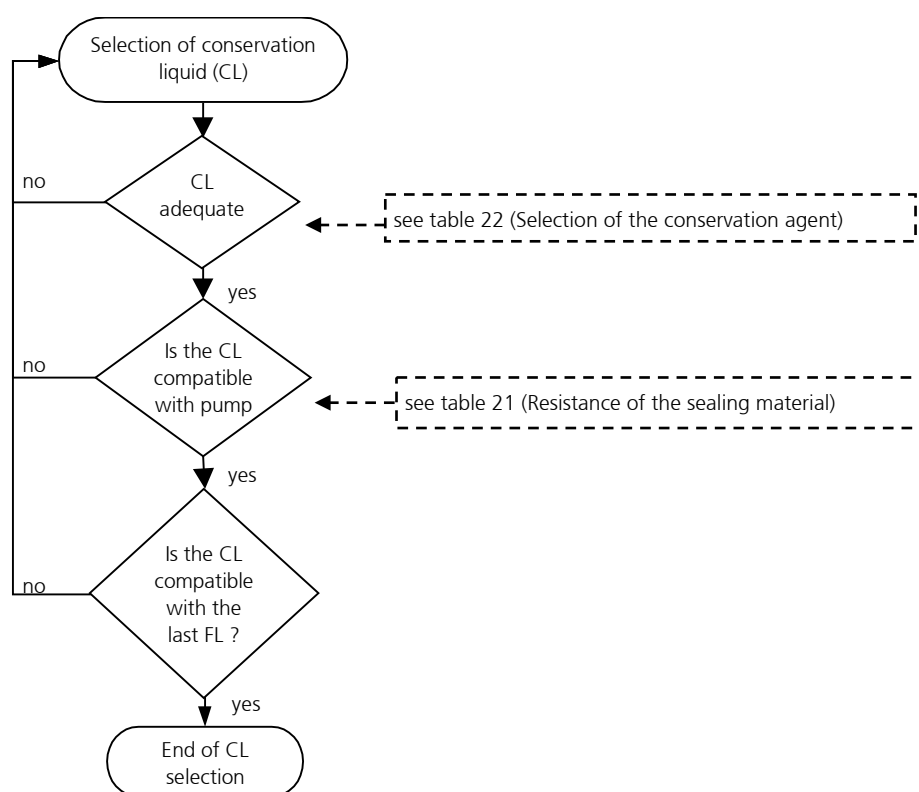 Selection of conservation
liquid (CL)
no
CL
adequate
see table 22 (Selection of the conservation agent)
yes
no
Is the CL
compatible
with pump
see table 21 (Resistance of the sealing material)
yes
no
Is the CL
compatible
with the
last FL ?
yes
End of CL
selection